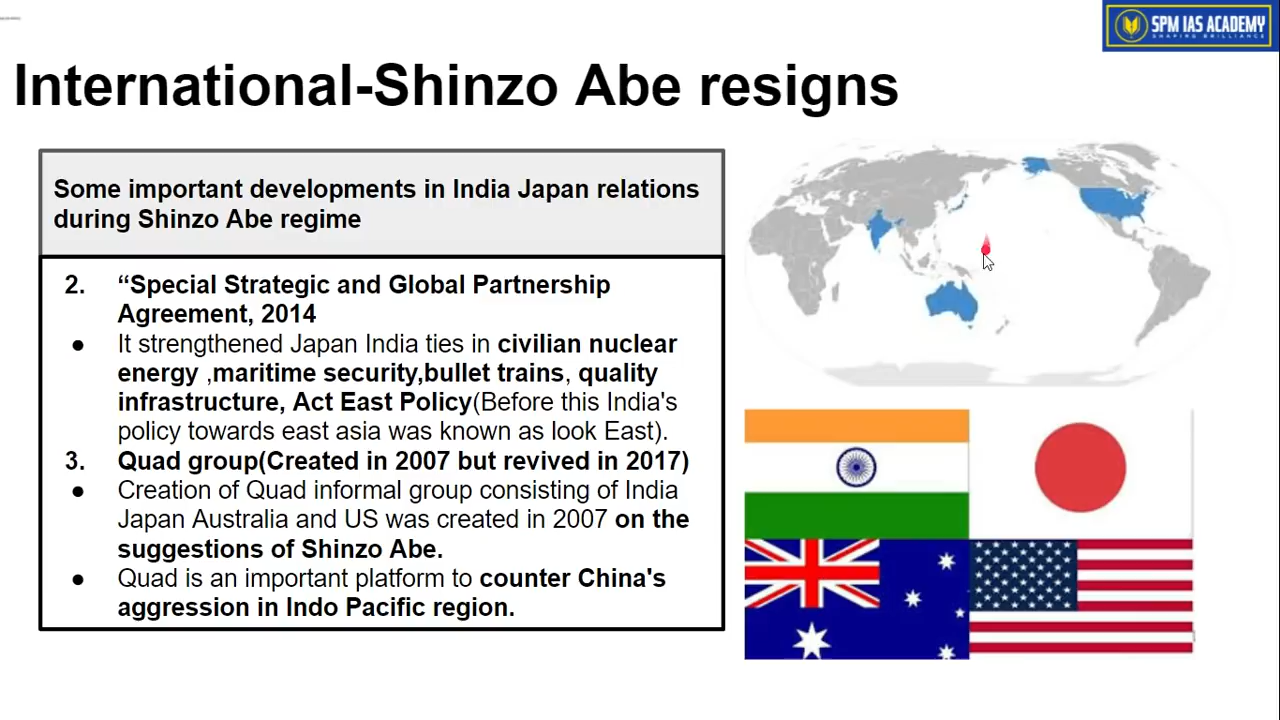 SPM IAS ACADEMY
SHAPING BRILLIANCE
International-Shinzo Abe resigns
Some important developments in India Japan relations
during Shinzo Abe regime
2. “Special Strategic and Global Partnership
Agreement, 2014
● It strengthened Japan India ties in civilian nuclear
energy ,maritime security,bullet trains, quality
infrastructure, Act East Policy(Before this India's
policy towards east asia was known as look East).
3. Quad group(Created in 2007 but revived in 2017)
● Creation of Quad informal group consisting of India
Japan Australia and US was created in 2007 on the
suggestions of Shinzo Abe.
● Quad is an important platform to counter China's
aggression in Indo Pacific region.